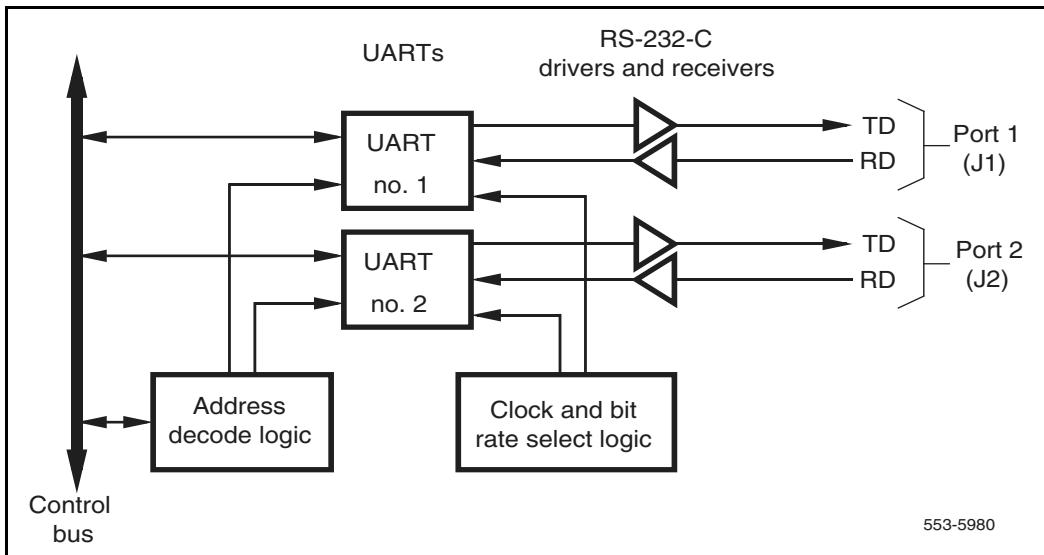 UARTs
RS-232-C
drivers and receivers
UART
no. 1
TD
RD
Port 1
(J1)
UART
no. 2
TD
RD
Port 2
(J2)
Address
decode logic
Clock and bit
rate select logic
Control
bus
553-5980